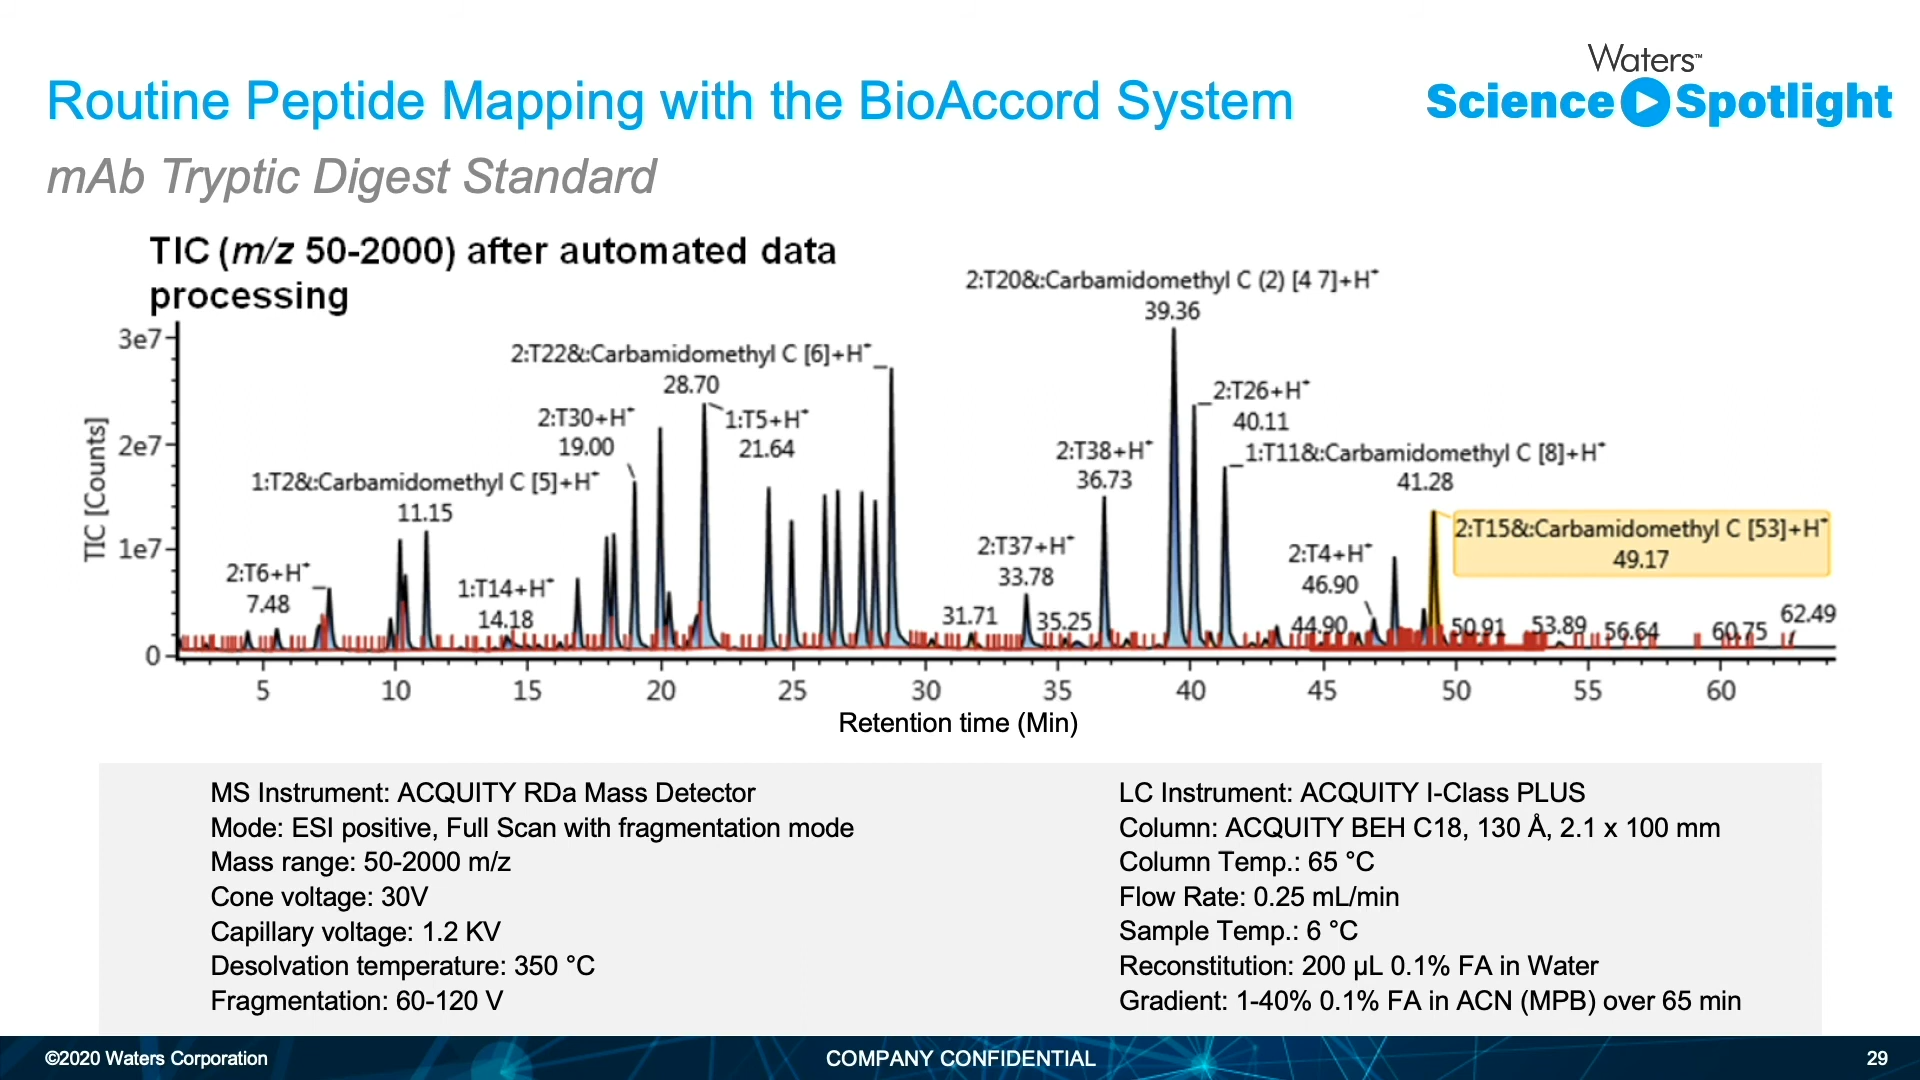 Waters™
Science Spotlight
Routine Peptide Mapping with the BioAccord System
mAb Tryptic Digest Standard
TIC (m/z 50-2000) after automated data
processing
2:T20&:Carbamidomethyl C (2) [4 7]+H⁺
39.36
3e7
2:T22&:Carbamidomethyl C [6]+H⁺
28.70
2:T26+H⁺
40.11
2:T30+H⁺
19.00
1:T5+H⁺
21.64
2e7
2:T38+H⁺
36.73
1:T11&:Carbamidomethyl C [8]+H⁺
41.28
1:T2&:Carbamidomethyl C [5]+H⁺
11.15
TIC [Counts]
2:T15&:Carbamidomethyl C [53]+H⁺
49.17
1e7
2:T37+H⁺
33.78
2:T4+H⁺
46.90
2:T6+H⁺
7.48
1:T14+H⁺
14.18
31.71
35.25
44.90
50.91
53.89
56.64
60.75
62.49
0
5 10 15 20 25 30 35 40 45 50 55 60
Retention time (Min)
MS Instrument: ACQUITY RDa Mass Detector
Mode: ESI positive, Full Scan with fragmentation mode
Mass range: 50-2000 m/z
Cone voltage: 30V
Capillary voltage: 1.2 KV
Desolvation temperature: 350 °C
Fragmentation: 60-120 V
LC Instrument: ACQUITY I-Class PLUS
Column: ACQUITY BEH C18, 130 Å, 2.1 x 100 mm
Column Temp.: 65 °C
Flow Rate: 0.25 mL/min
Sample Temp.: 6 °C
Reconstitution: 200 µL 0.1% FA in Water
Gradient: 1-40% 0.1% FA in ACN (MPB) over 65 min
©2020 Waters Corporation
COMPANY CONFIDENTIAL
29